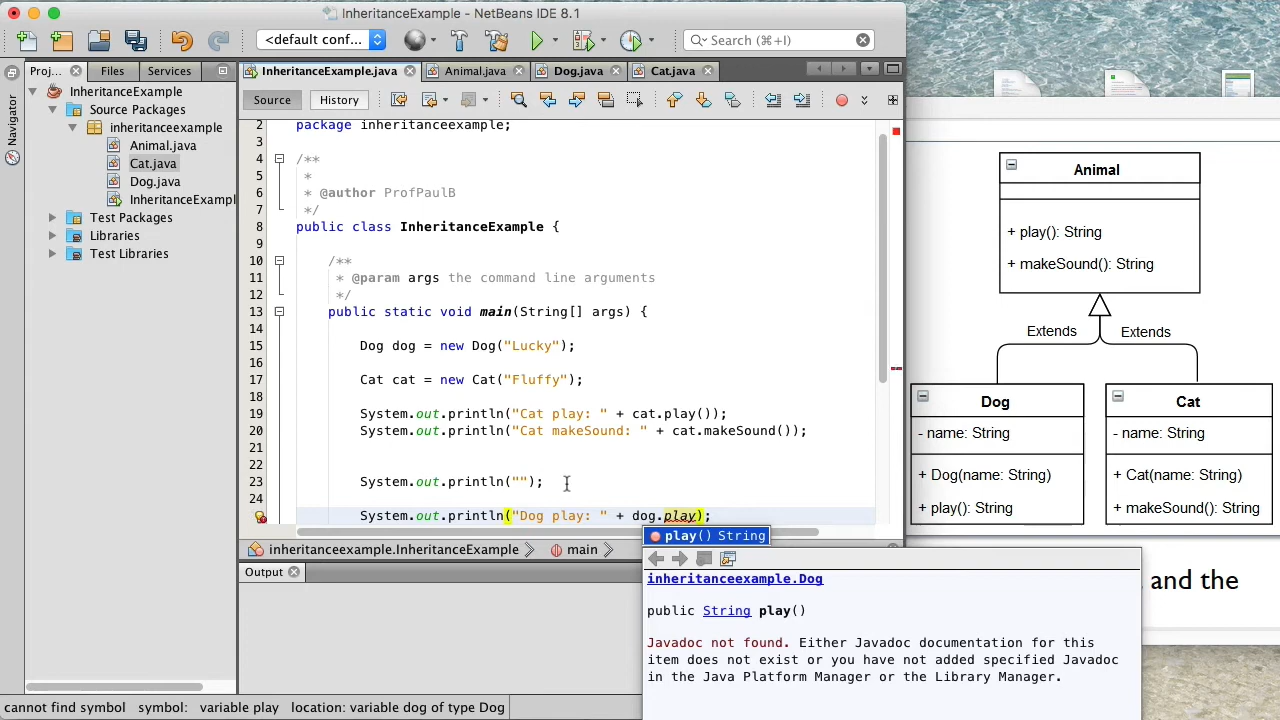 InheritanceExample - NetBeans IDE 8.1
<default conf...
Search (⌘+I)
Proj...
Files
Services
InheritanceExample.java
Animal.java
Dog.java
Cat.java
Navigator
InheritanceExample
Source Packages
inheritanceexample
Animal.java
Cat.java
Dog.java
InheritanceExampl
Test Packages
Libraries
Test Libraries
Source
History
2 package inheritanceexample;
3
4 /**
5 *
6 * @author ProfPaulB
7 */
8 public class InheritanceExample {
9
10 /**
11 * @param args the command line arguments
12 */
13 public static void main(String[] args) {
14
15 Dog dog = new Dog("Lucky");
16
17 Cat cat = new Cat("Fluffy");
18
19 System.out.println("Cat play: " + cat.play());
20 System.out.println("Cat makeSound: " + cat.makeSound());
21
22
23 System.out.println("");
24
System.out.println("Dog play: " + dog.play);
play() String
inheritanceexample.InheritanceExample
main
Output
inheritanceexample.Dog
public String play()
Javadoc not found. Either Javadoc documentation for this
item does not exist or you have not added specified Javadoc
in the Java Platform Manager or the Library Manager.
cannot find symbol symbol: variable play location: variable dog of type Dog
Animal
+ play(): String
+ makeSound(): String
Extends
Extends
Dog
- name: String
+ Dog(name: String)
+ play(): String
Cat
- name: String
+ Cat(name: String)
+ makeSound(): String
and the